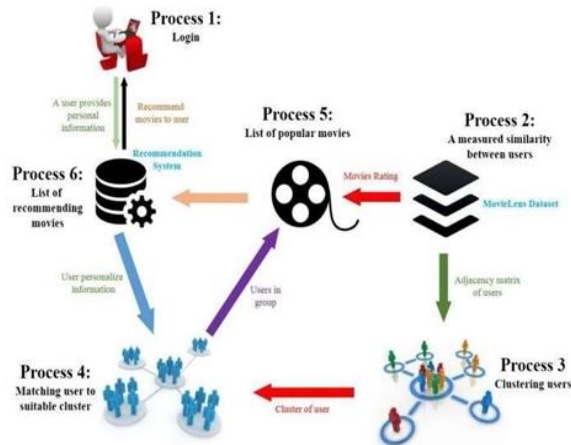 Process 1:
Login
A user provides
personal
information
Recommend
movies to user
Process 5:
List of popular movies
Process 2:
A measured similarity
between users
Process 6:
List of
recommending
movies
Recommendation
System
Movies Rating
MovieLens Dataset
User personalize
information
Users in
group
Adjacency matrix
of users
Process 4:
Matching user to
suitable cluster
Cluster of user
Process 3
Clustering users